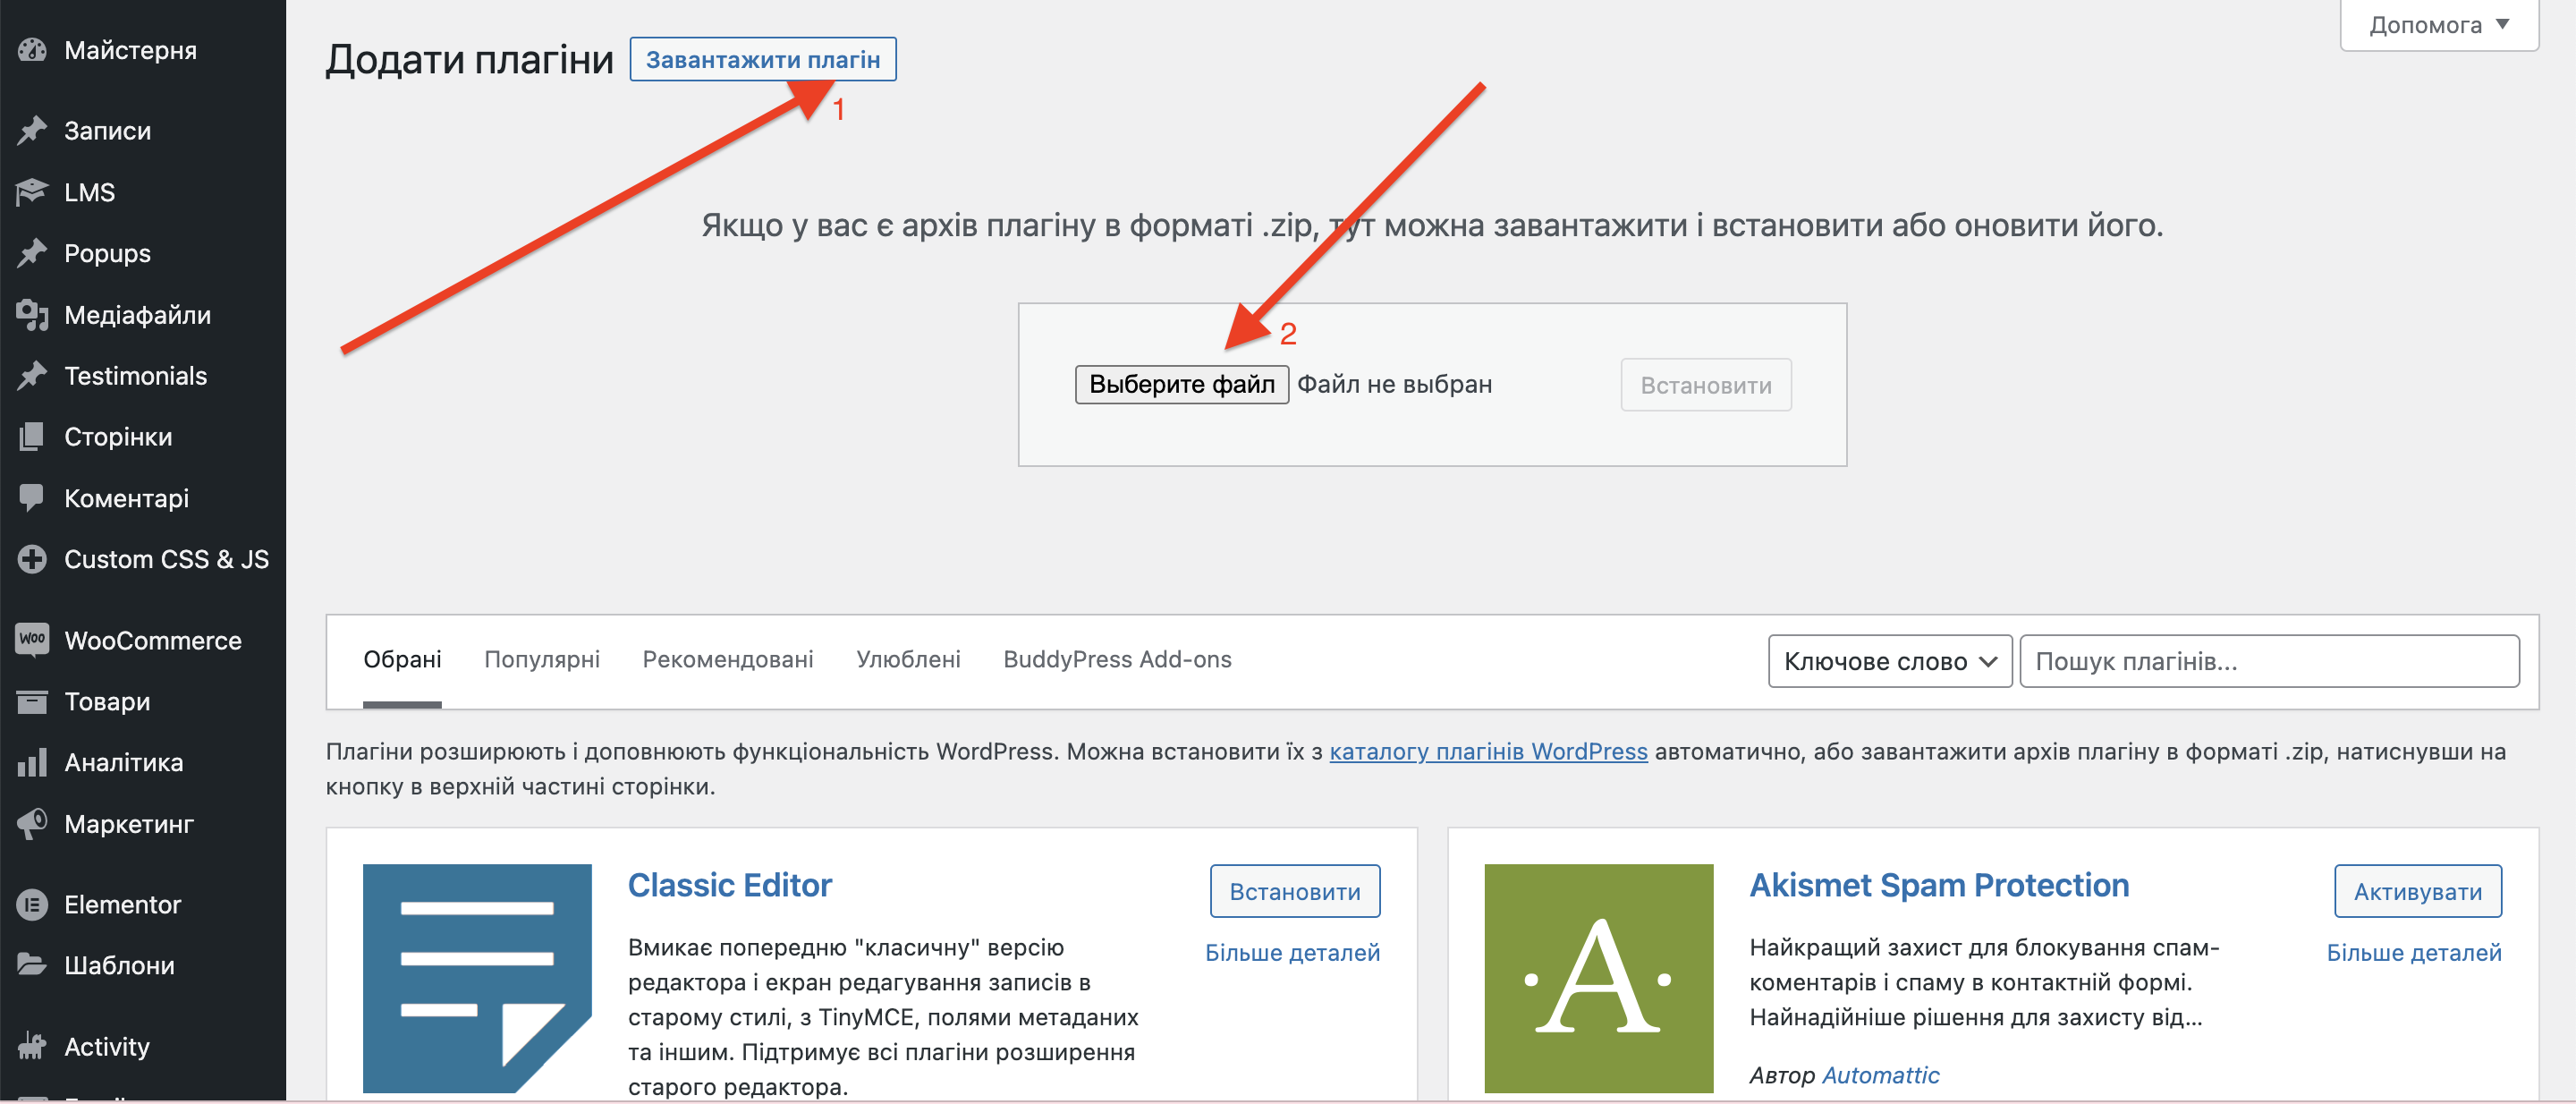 Майстерня
Записи
LMS
Popups
Медіафайли
Testimonials
Сторінки
Коментарі
Custom CSS & JS
WooCommerce
Товари
Аналітика
Маркетинг
Elementor
Шаблони
Activity
Допомога
Додати плагіни
Завантажити плагін
1
Якщо у вас є архів плагіну в форматі .zip, тут можна завантажити і встановити або оновити його.
2
Выберите файл Файл не выбран
Встановити
Обрані Популярні Рекомендовані Улюблені BuddyPress Add-ons
Ключове слово
Пошук плагінів...
Плагіни розширюють і доповнюють функціональність WordPress. Можна встановити їх з каталогу плагінів WordPress автоматично, або завантажити архів плагіну в форматі .zip, натиснувши на
кнопку в верхній частині сторінки.
Classic Editor
Встановити
Більше деталей
Вмикає попередню "класичну" версію
редактора і екран редагування записів в
старому стилі, з TinyMCE, полями метаданих
та іншим. Підтримує всі плагіни розширення
старого редактора.
A
Akismet Spam Protection
Активувати
Більше деталей
Найкращий захист для блокування спам-
коментарів і спаму в контактній формі.
Найнадійніше рішення для захисту від...
Автор Automattic